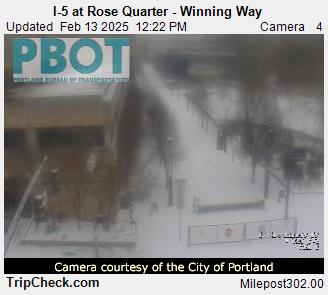 I-5 at Rose Quarter - Winning Way
Updated Feb 13 2025 12:22 PM Camera 4
PBOT
PORTLAND BUREAU OF TRANSPORTATION
Camera courtesy of the City of Portland
TripCheck.com Milepost302.00